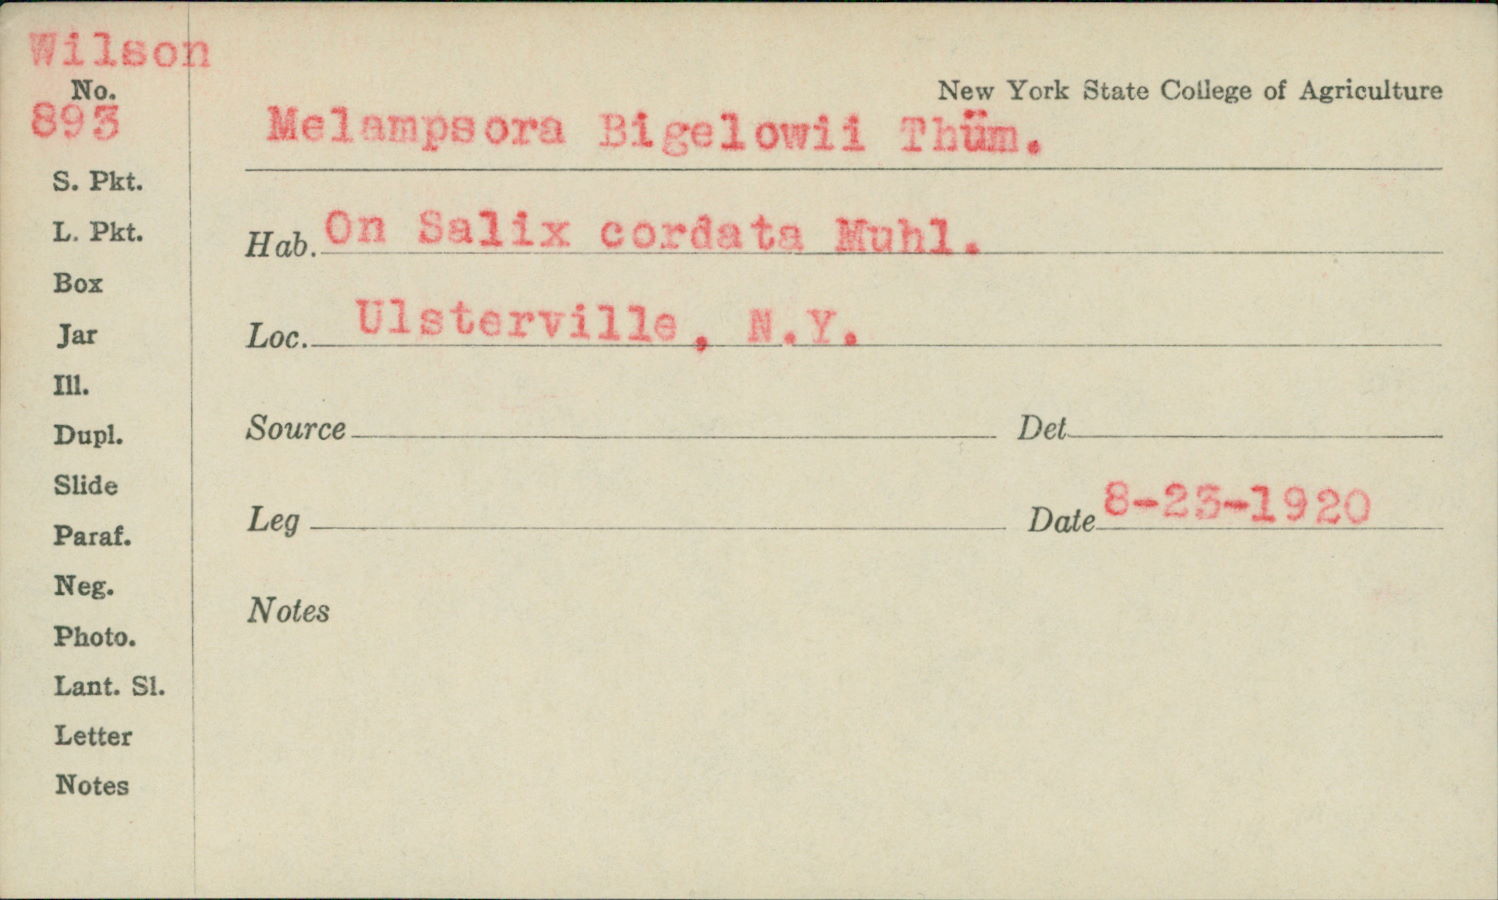 Wilson
No.
893
New York State College of Agriculture
Melampsora Bigelowii Thüm.
Hab. On Salix cordata Muhl.
Loc. Ulsterville, N.Y.
Source Det
Leg Date 8-23-1920
Notes
S. Pkt.
L. Pkt.
Box
Jar
Ill.
Dupl.
Slide
Paraf.
Neg.
Photo.
Lant. Sl.
Letter
Notes